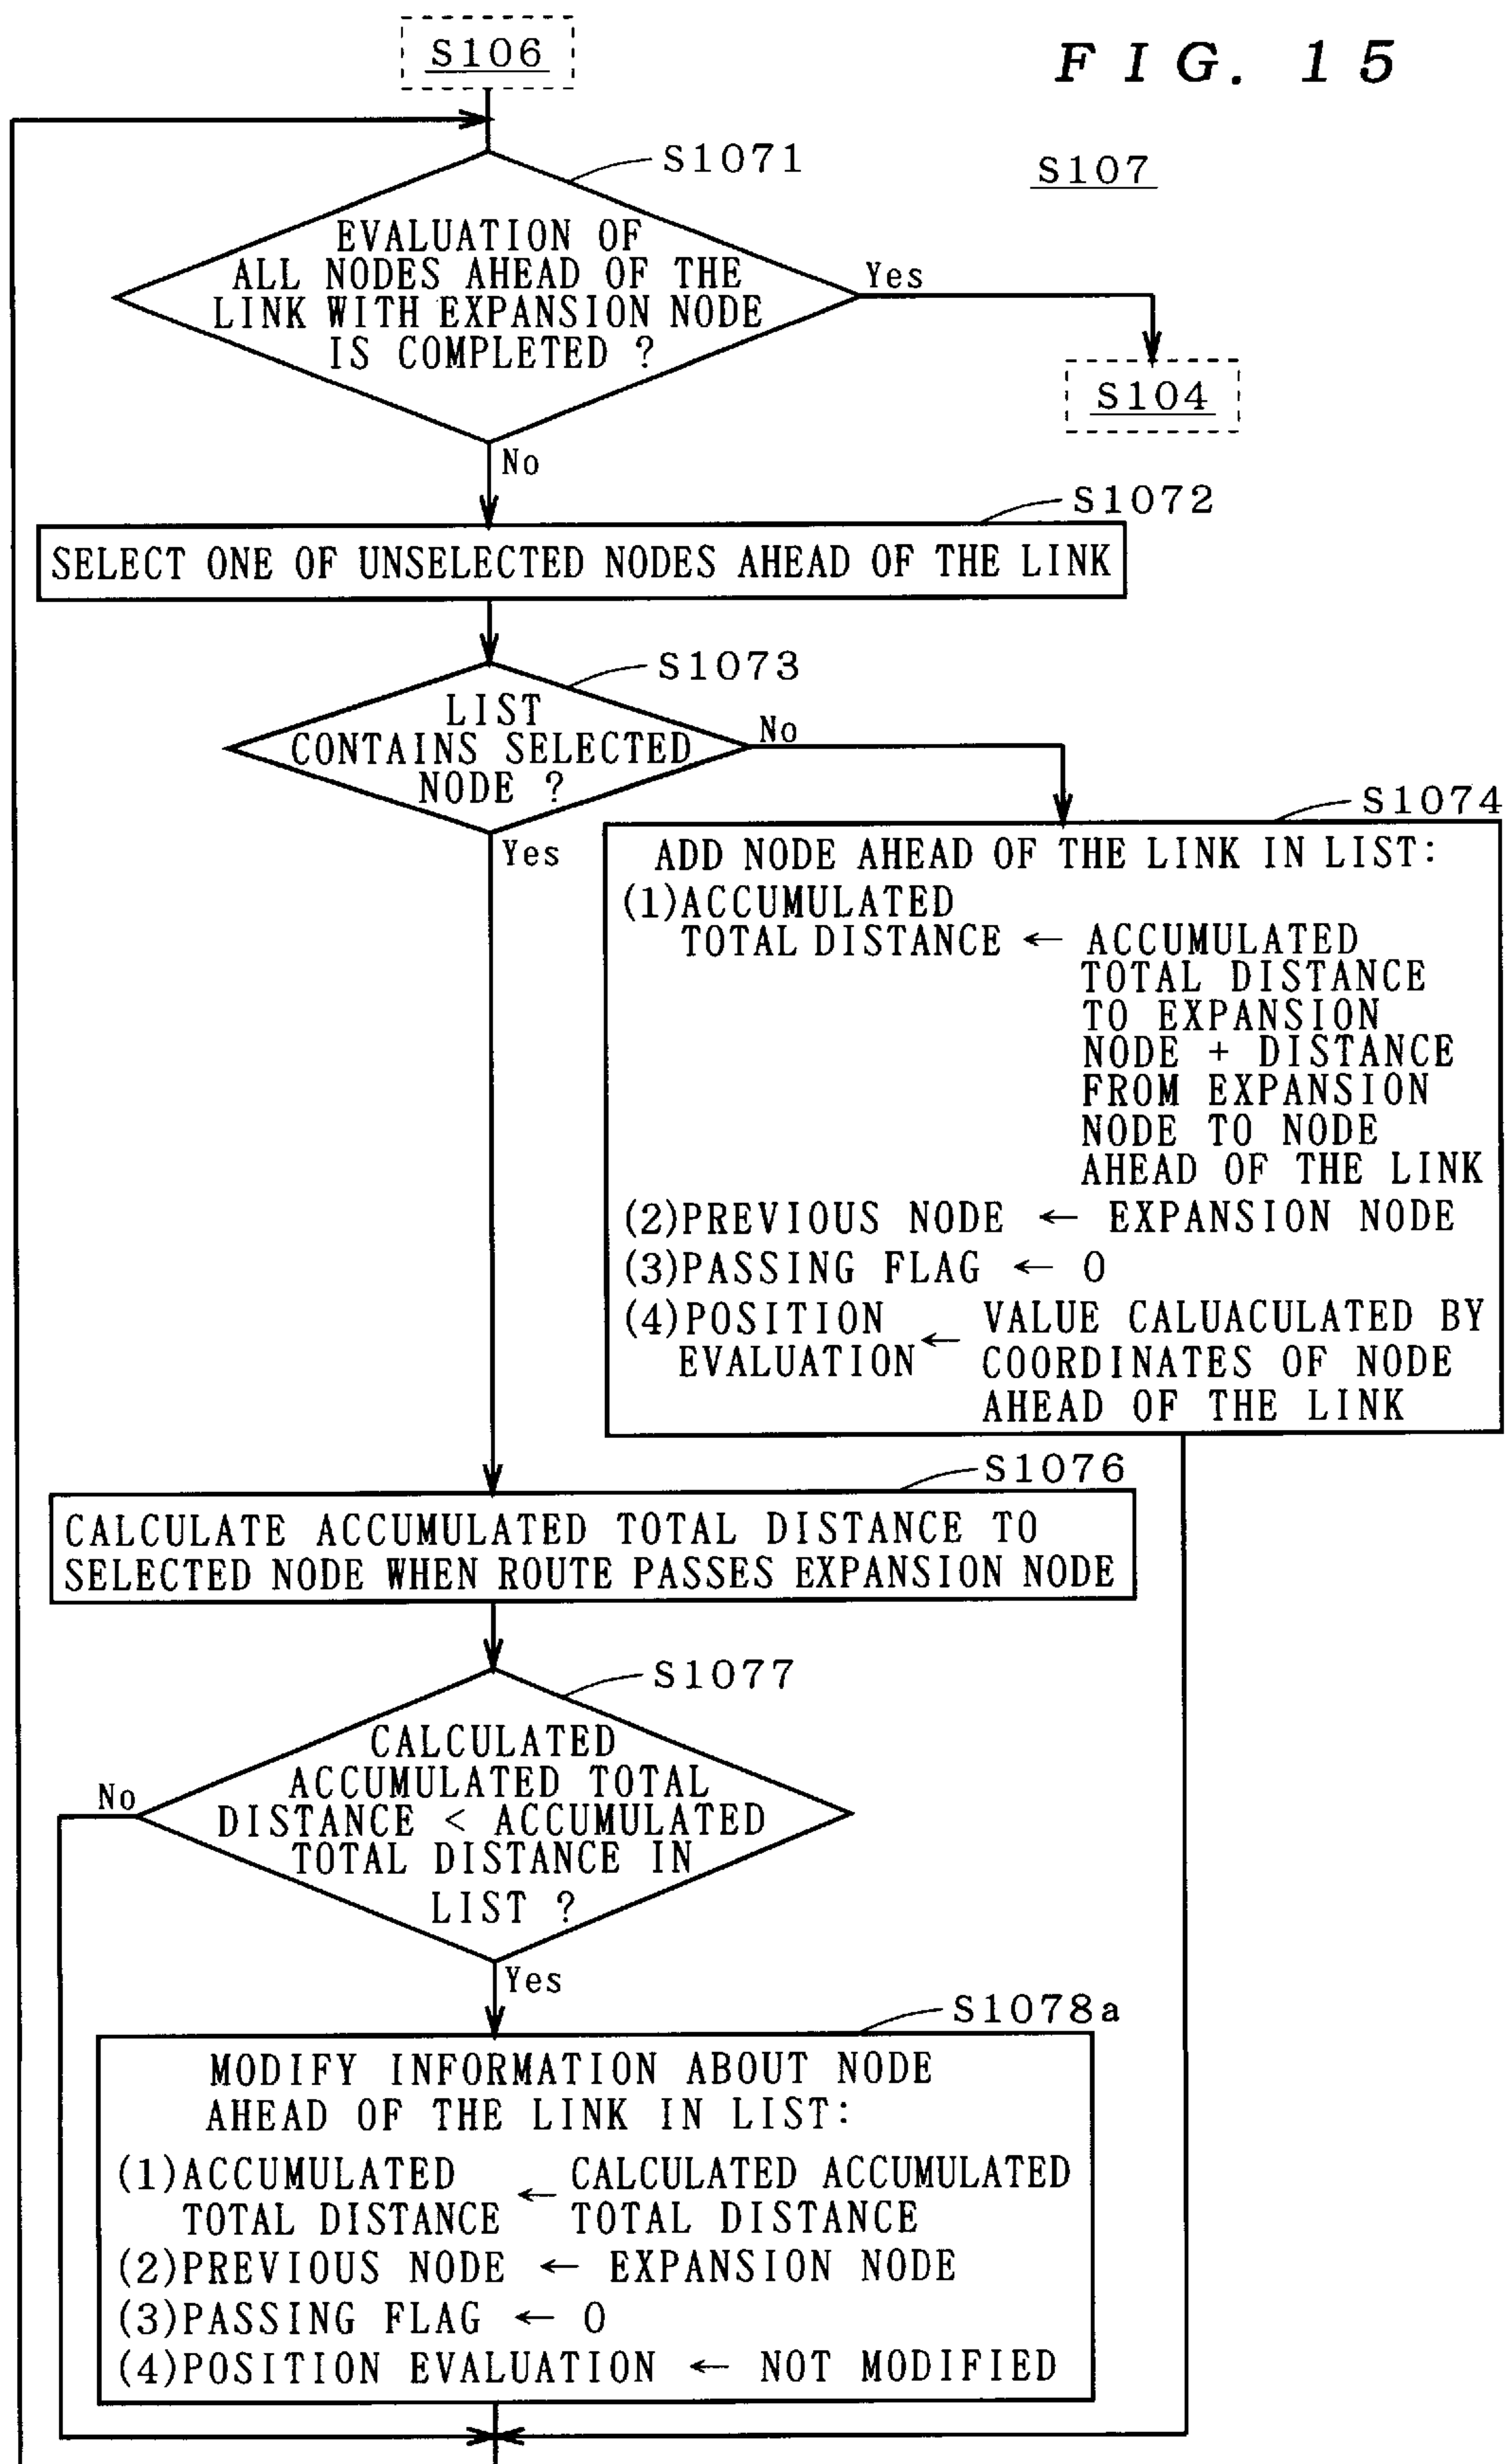 S106
F I G. 1 5
S1071
S107
EVALUATION OF
ALL NODES AHEAD OF THE
LINK WITH EXPANSION NODE
IS COMPLETED ?
Yes
S104
No
S1072
SELECT ONE OF UNSELECTED NODES AHEAD OF THE LINK
S1073
LIST
CONTAINS SELECTED
NODE ?
No
Yes
S1074
ADD NODE AHEAD OF THE LINK IN LIST:
(1)ACCUMULATED
TOTAL DISTANCE ← ACCUMULATED
TOTAL DISTANCE
TO EXPANSION
NODE + DISTANCE
FROM EXPANSION
NODE TO NODE
AHEAD OF THE LINK
(2)PREVIOUS NODE ← EXPANSION NODE
(3)PASSING FLAG ← 0
(4)POSITION
EVALUATION ← VALUE CALUACULATED BY
COORDINATES OF NODE
AHEAD OF THE LINK
S1076
CALCULATE ACCUMULATED TOTAL DISTANCE TO
SELECTED NODE WHEN ROUTE PASSES EXPANSION NODE
S1077
CALCULATED
ACCUMULATED TOTAL
DISTANCE < ACCUMULATED
TOTAL DISTANCE IN
LIST ?
No
Yes
S1078a
MODIFY INFORMATION ABOUT NODE
AHEAD OF THE LINK IN LIST:
(1)ACCUMULATED
TOTAL DISTANCE ← CALCULATED ACCUMULATED
TOTAL DISTANCE
(2)PREVIOUS NODE ← EXPANSION NODE
(3)PASSING FLAG ← 0
(4)POSITION EVALUATION ← NOT MODIFIED